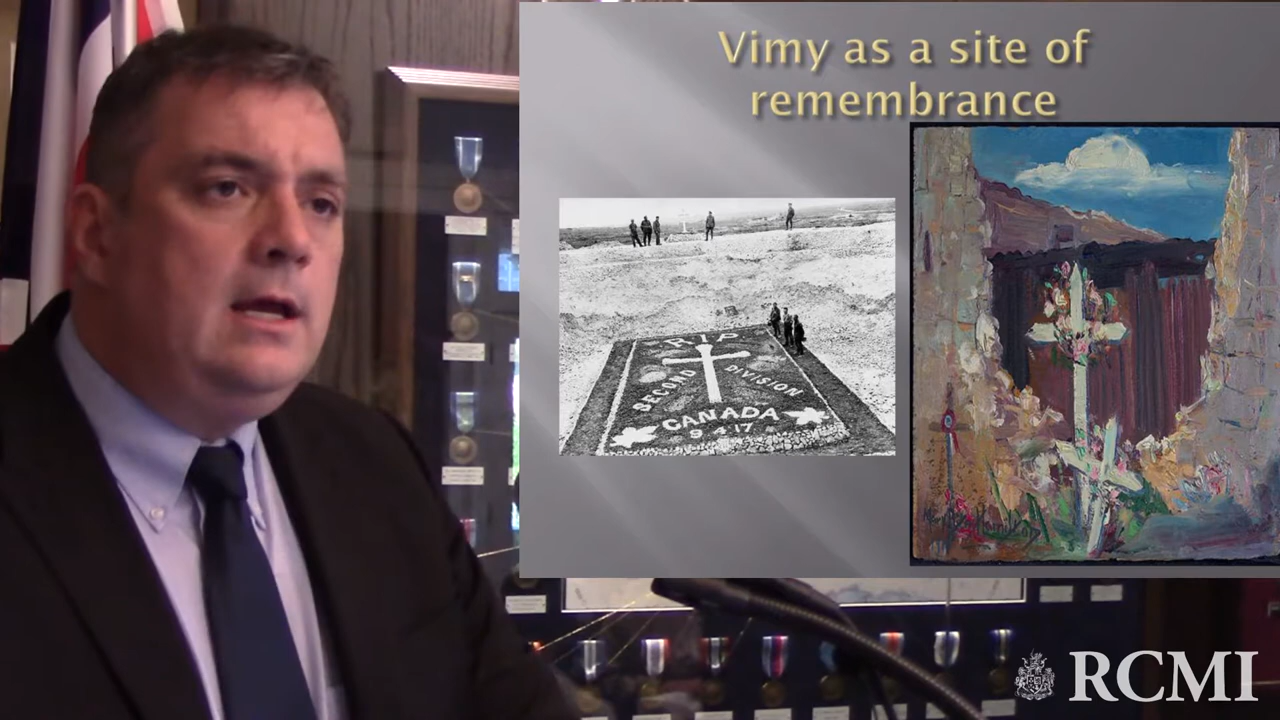 Vimy as a site of
remembrance
RIP
SECOND DIVISION
CANADA
9 4 17
RCMI